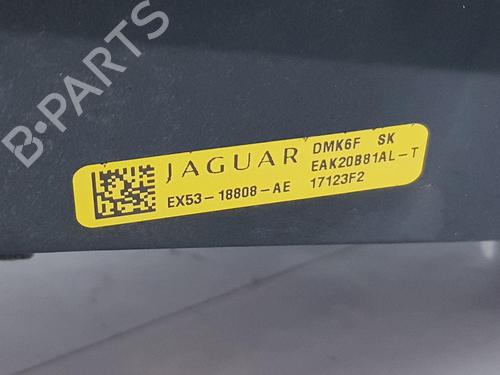 B-PARTS
JAGUAR
EX53-18808-AE
DMK6F SK
EAK20B81AL-T
17123F2